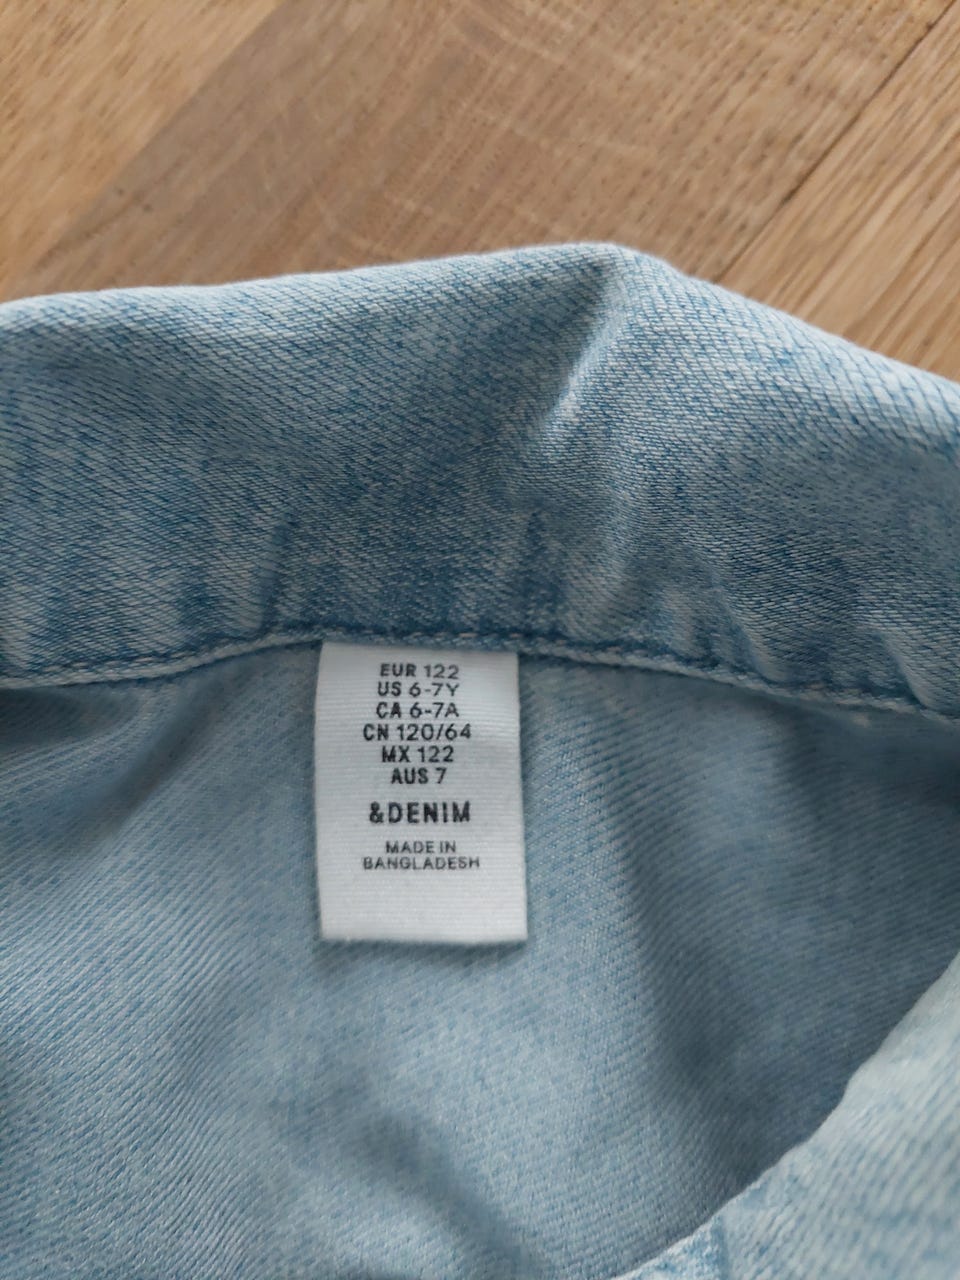 EUR 122
US 6-7Y
CA 6-7A
CN 120/64
MX 122
AUS 7
&DENIM
MADE IN
BANGLADESH